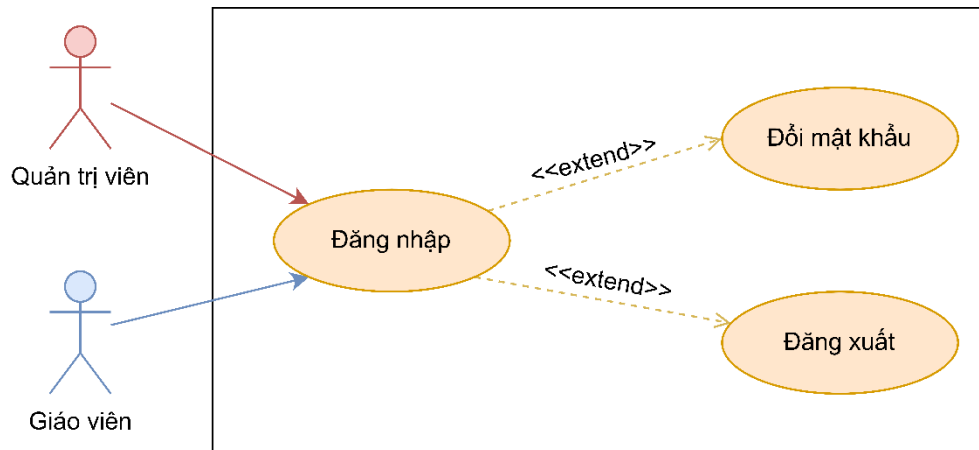 Quản trị viên
Giáo viên
Đăng nhập
<<extend>>
Đổi mật khẩu
<<extend>>
Đăng xuất